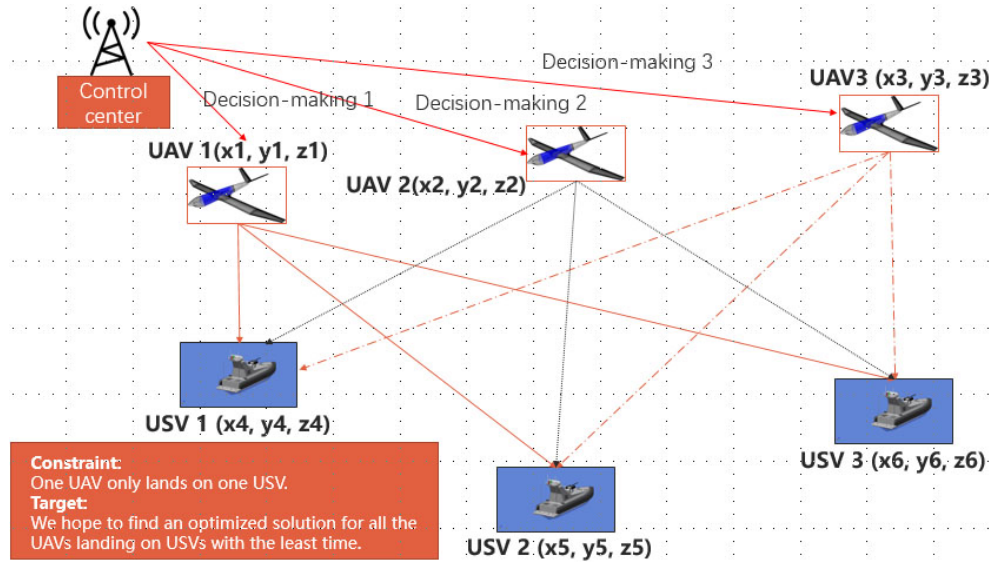 Decision-making 3
UAV3 (x3, y3, z3)
Control
center
Decision-making 1
Decision-making 2
UAV 1(x1, y1, z1)
UAV 2(x2, y2, z2)
USV 1 (x4, y4, z4)
USV 3 (x6, y6, z6)
Constraint:
One UAV only lands on one USV.
Target:
We hope to find an optimized solution for all the
UAVs landing on USVs with the least time.
USV 2 (x5, y5, z5)